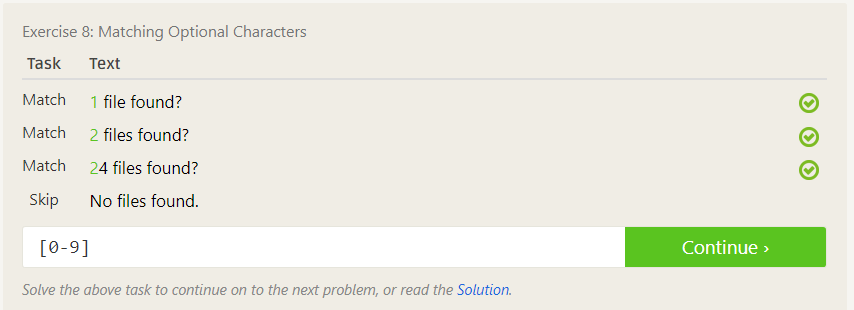 Exercise 8: Matching Optional Characters
Task Text
Match 1 file found?
Match 2 files found?
Match 24 files found?
Skip No files found.
[0-9] Continue ›
Solve the above task to continue on to the next problem, or read the Solution.